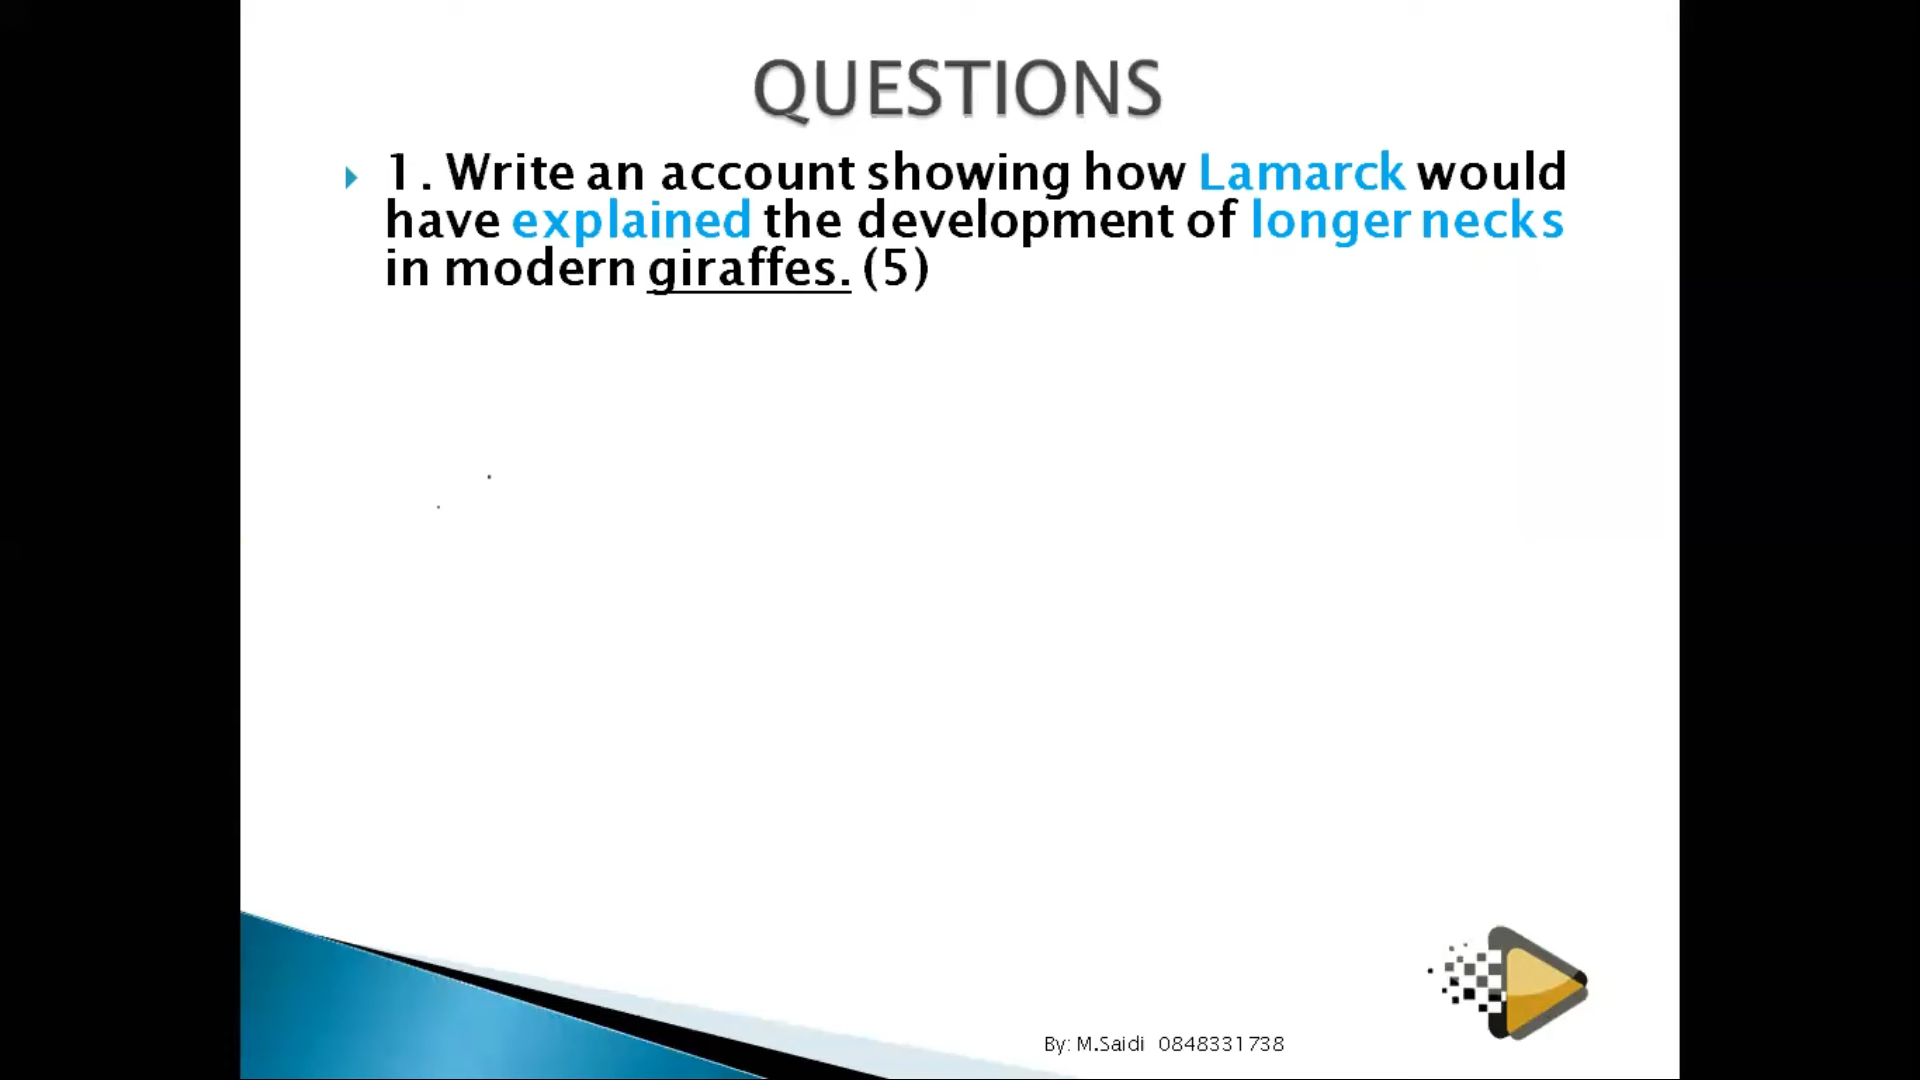 QUESTIONS
1. Write an account showing how Lamarck would
have explained the development of longer necks
in modern giraffes. (5)
By: M.Saidi 0848331738